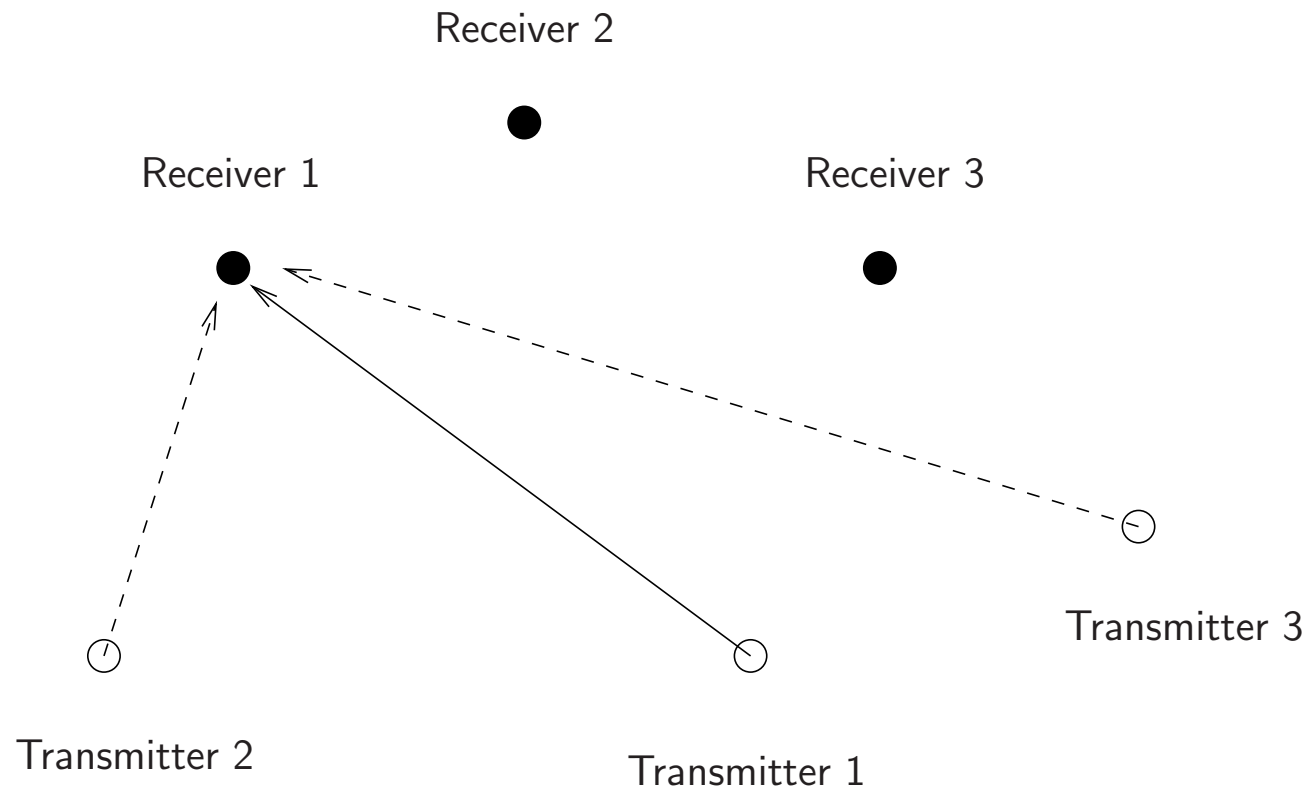 Receiver 2
Receiver 1
Receiver 3
Transmitter 3
Transmitter 2
Transmitter 1